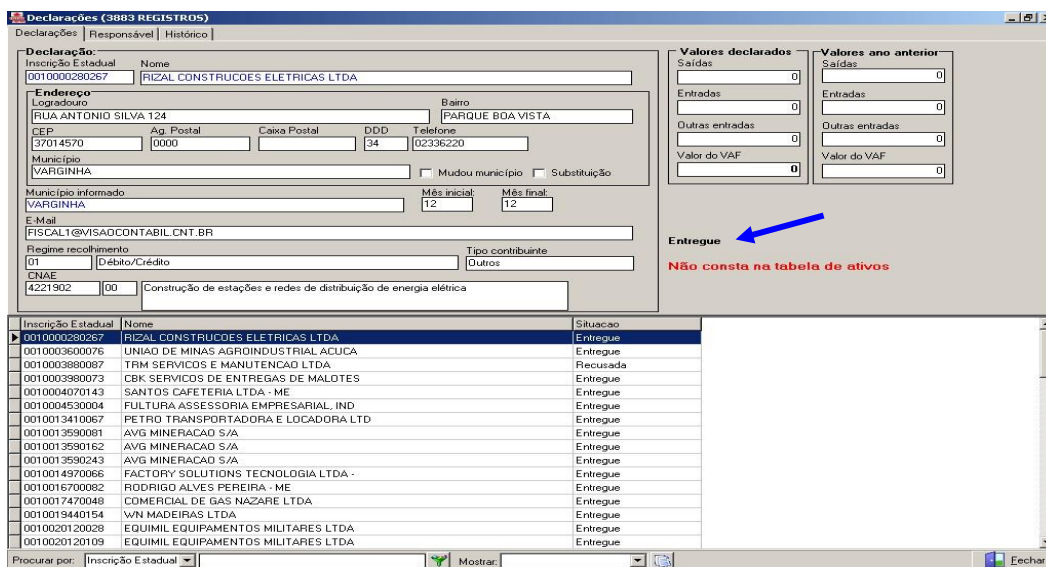 Declarações (3883 REGISTROS)
Declarações Responsável Histórico
Declaração:
Inscrição Estadual Nome
0010000280267 RIZAL CONSTRUCOES ELETRICAS LTDA
Endereço
Logradouro Bairro
RUA ANTONIO SILVA 124 PARQUE BOA VISTA
CEP Ag. Postal Caixa Postal DDD Telefone
37014570 0000 34 02336220
Município
VARGINHA Mudou município Substituição
Município informado Mês inicial: Mês final:
VARGINHA 12 12
E-Mail
FISCAL1@VISAOCONTABIL.CNT.BR
Regime recolhimento Tipo contribuinte
01 Débito/Crédito Outros
CNAE
4221902 00 Construção de estações e redes de distribuição de energia elétrica
Valores declarados Valores ano anterior
Saídas Saídas
0 0
Entradas Entradas
0 0
Outras entradas Outras entradas
0 0
Valor do VAF Valor do VAF
0 0
Entregue
Não consta na tabela de ativos
Inscrição Estadual Nome Situacao
0010000280267 RIZAL CONSTRUCOES ELETRICAS LTDA Entregue
0010003600076 UNIAO DE MINAS AGROINDUSTRIAL ACUCA Entregue
0010003880087 TRM SERVICOS E MANUTENCAO LTDA Recusada
0010003980073 CBK SERVICOS DE ENTREGAS DE MALOTES Entregue
0010004070143 SANTOS CAFETERIA LTDA - ME Entregue
0010004530004 FULTURA ASSESSORIA EMPRESARIAL, IND Entregue
0010013410067 PETRO TRANSPORTADORA E LOCADORA LTD Entregue
0010013590081 AVG MINERACAO S/A Entregue
0010013590162 AVG MINERACAO S/A Entregue
0010013590243 AVG MINERACAO S/A Entregue
0010014970066 FACTORY SOLUTIONS TECNOLOGIA LTDA - Entregue
0010016700082 RODRIGO ALVES PEREIRA - ME Entregue
0010017470048 COMERCIAL DE GAS NAZARE LTDA Entregue
0010019440154 WN MADEIRAS LTDA Entregue
0010020120028 EQUIMIL EQUIPAMENTOS MILITARES LTDA Entregue
0010020120109 EQUIMIL EQUIPAMENTOS MILITARES LTDA Entregue
Procurar por: Inscrição Estadual Mostrar: Fechar